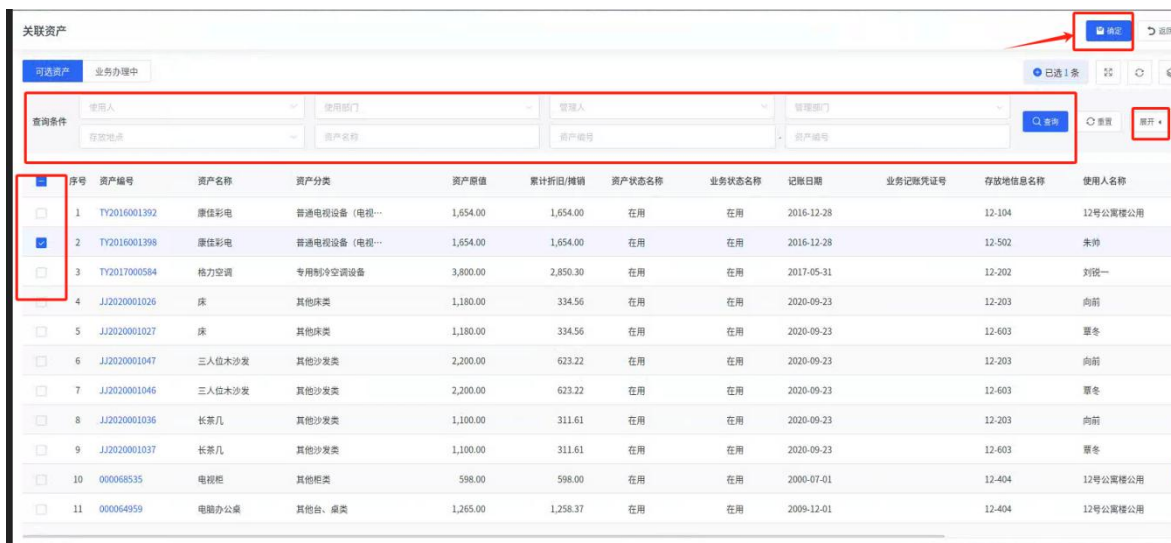 关联资产 确定 返回
可选资产 业务办理中 已选1条
查询条件 使用人 使用部门 管理人 管理部门 查询 重置 展开
存放地点 资产名称 资产编号 - 资产编号
序号 资产编号 资产名称 资产分类 资产原值 累计折旧/摊销 资产状态名称 业务状态名称 记账日期 业务记账凭证号 存放地信息名称 使用人名称
1 TY2016001392 康佳彩电 普通电视设备（电视… 1,654.00 1,654.00 在用 在用 2016-12-28 12-104 12号公寓楼公用
2 TY2016001398 康佳彩电 普通电视设备（电视… 1,654.00 1,654.00 在用 在用 2016-12-28 12-502 朱帅
3 TY2017000584 格力空调 专用制冷空调设备 3,800.00 2,850.30 在用 在用 2017-05-31 12-202 刘锐一
4 JJ2020001026 床 其他床类 1,180.00 334.56 在用 在用 2020-09-23 12-203 向前
5 JJ2020001027 床 其他床类 1,180.00 334.56 在用 在用 2020-09-23 12-603 覃冬
6 JJ2020001047 三人位木沙发 其他沙发类 2,200.00 623.22 在用 在用 2020-09-23 12-203 向前
7 JJ2020001046 三人位木沙发 其他沙发类 2,200.00 623.22 在用 在用 2020-09-23 12-603 覃冬
8 JJ2020001036 长茶几 其他沙发类 1,100.00 311.61 在用 在用 2020-09-23 12-203 向前
9 JJ2020001037 长茶几 其他沙发类 1,100.00 311.61 在用 在用 2020-09-23 12-603 覃冬
10 000068535 电视柜 其他柜类 598.00 598.00 在用 在用 2000-07-01 12-404 12号公寓楼公用
11 000064959 电脑办公桌 其他台、桌类 1,265.00 1,258.37 在用 在用 2009-12-01 12-404 12号公寓楼公用